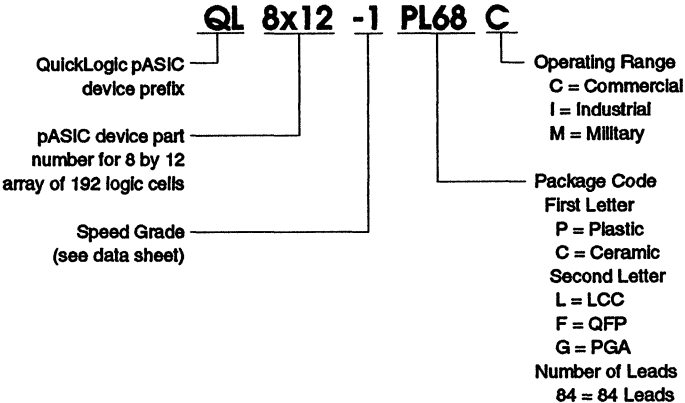 QL 8x12 -1 PL68 C
QuickLogic pASIC
device prefix
pASIC device part
number for 8 by 12
array of 192 logic cells
Speed Grade
(see data sheet)
Operating Range
C = Commercial
I = Industrial
M = Military
Package Code
First Letter
P = Plastic
C = Ceramic
Second Letter
L = LCC
F = QFP
G = PGA
Number of Leads
84 = 84 Leads